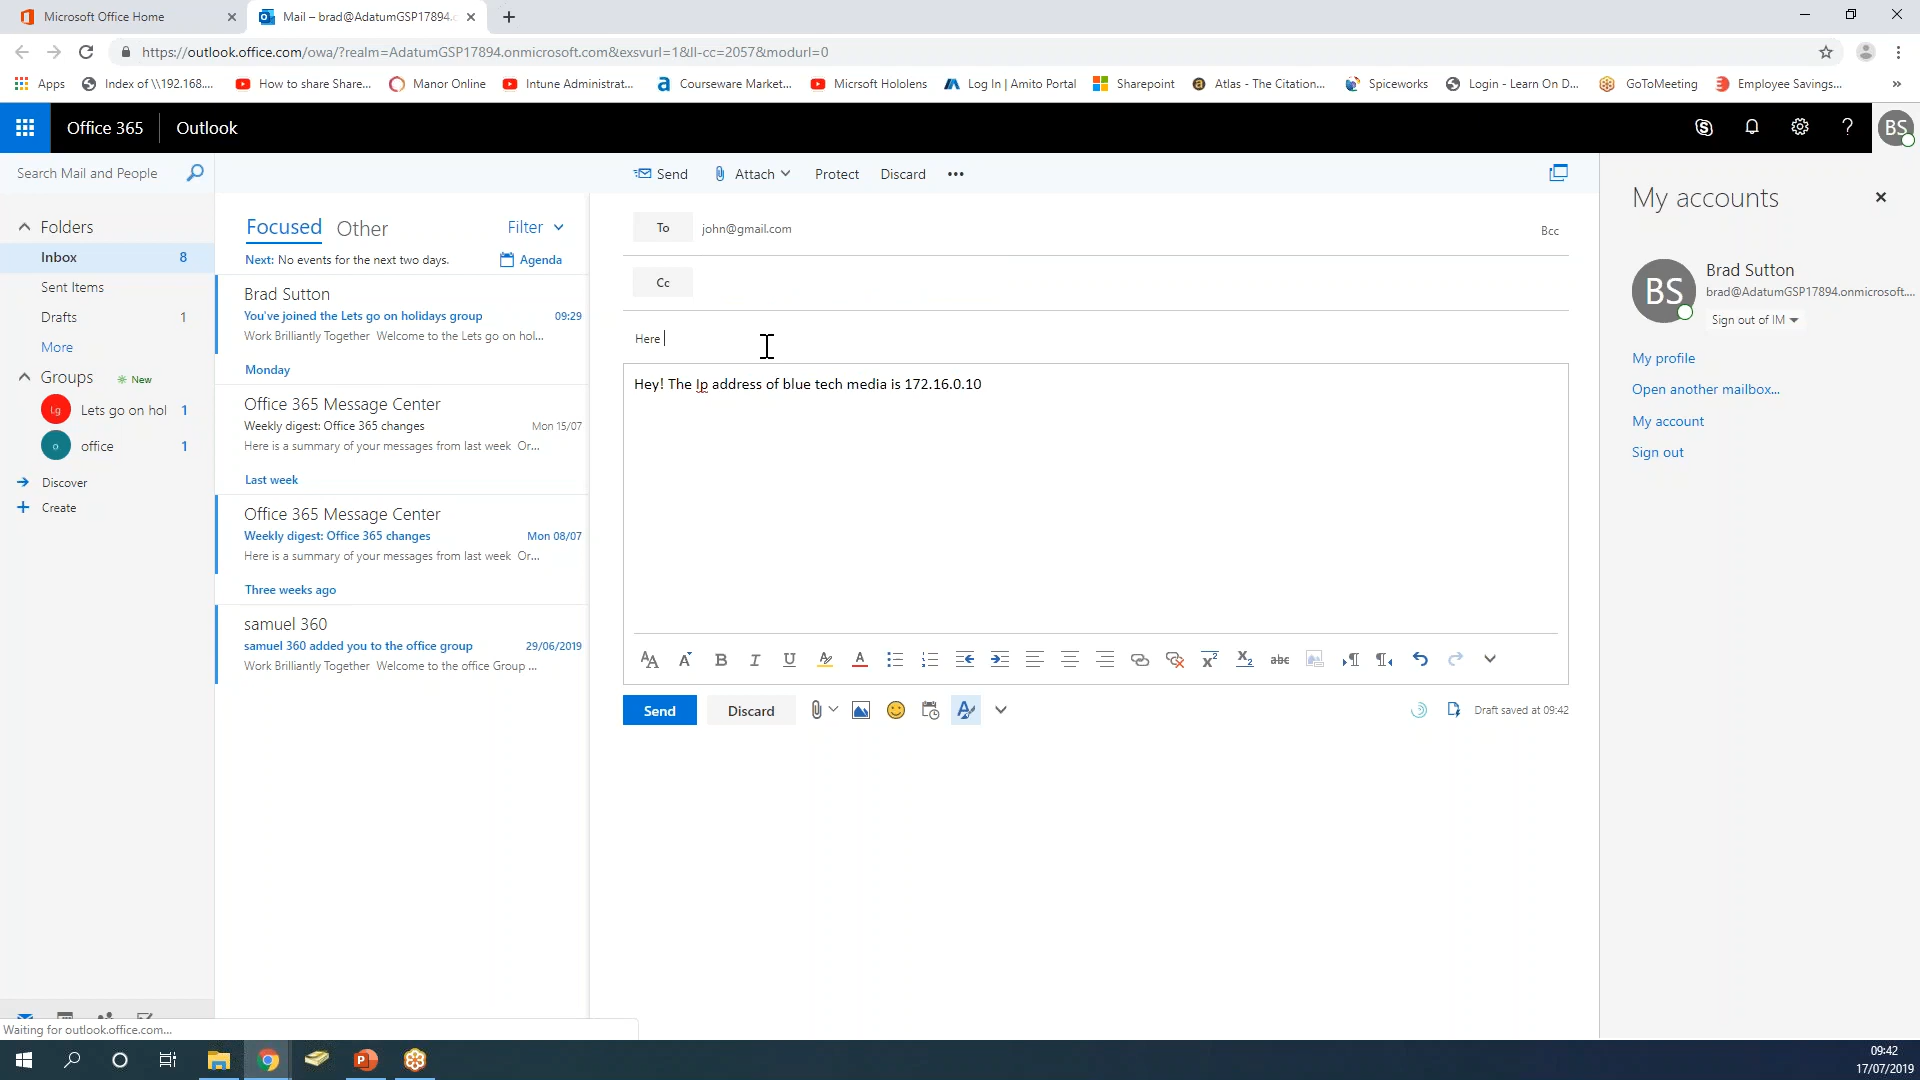 Microsoft Office Home
Mail – brad@AdatumGSP17894.c
https://outlook.office.com/owa/?realm=AdatumGSP17894.onmicrosoft.com&exsvurl=1&ll-cc=2057&modurl=0
Apps
Index of \\192.168....
How to share Share...
Manor Online
Intune Administrat...
Courseware Market...
Micrsoft Hololens
Log In | Amito Portal
Sharepoint
Atlas - The Citation...
Spiceworks
Login - Learn On D...
GoToMeeting
Employee Savings...
»
Office 365
Outlook
?
BS
Search Mail and People
Send
Attach
Protect
Discard
•••
Folders
Inbox 8
Sent Items
Drafts 1
More
Groups New
Lg Lets go on hol 1
o office 1
Discover
Create
Focused Other Filter
Next: No events for the next two days. Agenda
Brad Sutton
You've joined the Lets go on holidays group 09:29
Work Brilliantly Together Welcome to the Lets go on hol...
Monday
Office 365 Message Center
Weekly digest: Office 365 changes Mon 15/07
Here is a summary of your messages from last week Or...
Last week
Office 365 Message Center
Weekly digest: Office 365 changes Mon 08/07
Here is a summary of your messages from last week Or...
Three weeks ago
samuel 360
samuel 360 added you to the office group 29/06/2019
Work Brilliantly Together Welcome to the office Group ...
To john@gmail.com Bcc
Cc
Here
Hey! The Ip address of blue tech media is 172.16.0.10
AA A B I U A X² X₂ abc
Send Discard
Draft saved at 09:42
My accounts
BS
Brad Sutton
brad@AdatumGSP17894.onmicrosoft....
Sign out of IM
My profile
Open another mailbox...
My account
Sign out
Waiting for outlook.office.com...
09:42
17/07/2019